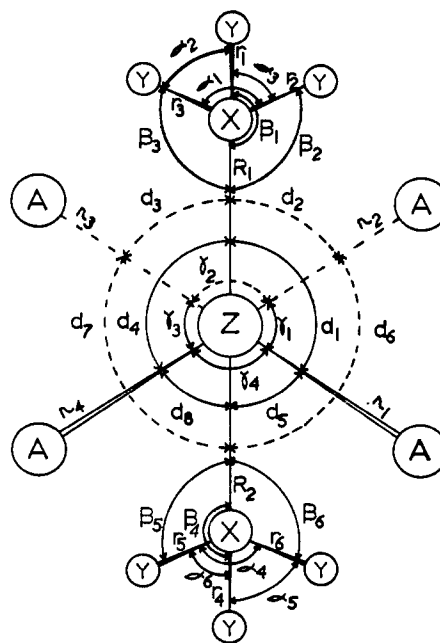 Y
α2 r1 α3
Y α1 r2 Y
r3 X
β3 β1 β2
R1
d3 d2
A A
r3 r2
γ2
d7 d4 γ3 Z γ1 d1 d6
γ4
r4 d8 d5 r1
A A
R2
β5 β4 β6
r5 X r6
Y α6 α4 Y
r4 α5
Y